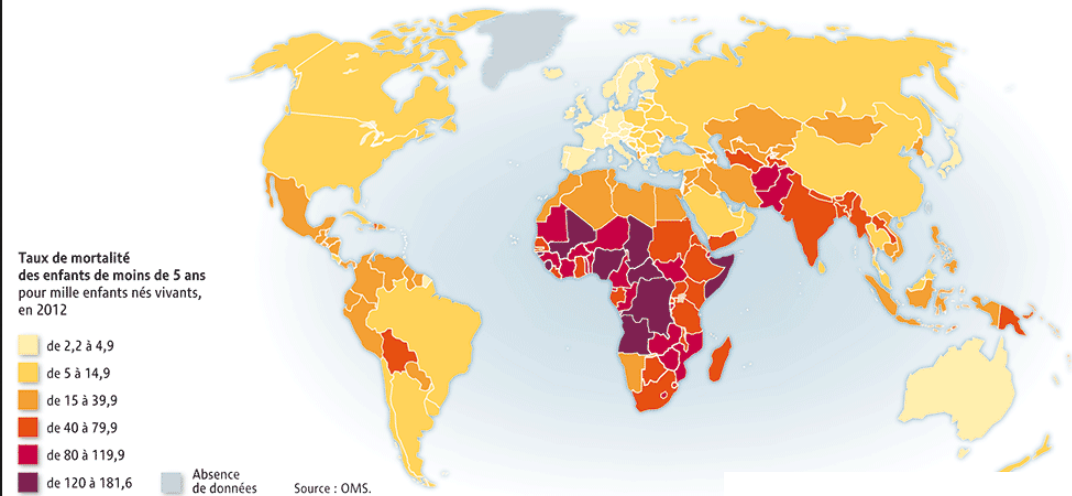 Taux de mortalité
des enfants de moins de 5 ans
pour mille enfants nés vivants,
en 2012
de 2,2 à 4,9
de 5 à 14,9
de 15 à 39,9
de 40 à 79,9
de 80 à 119,9
de 120 à 181,6
Absence
de données
Source : OMS.